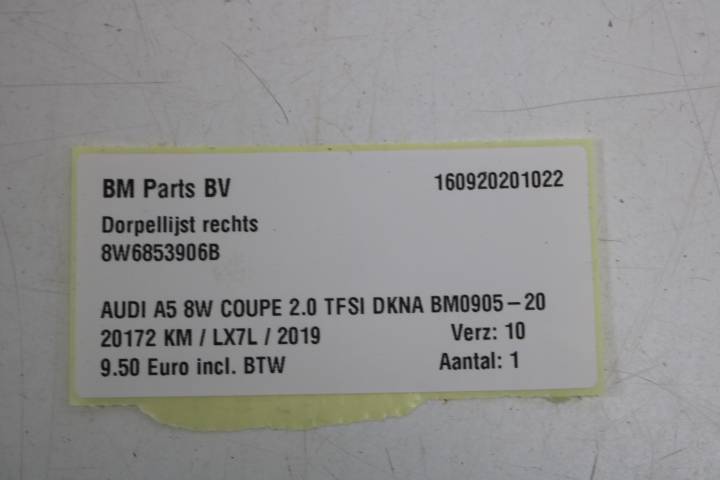 BM Parts BV 160920201022
Dorpellijst rechts
8W6853906B
AUDI A5 8W COUPE 2.0 TFSI DKNA BM0905-20
20172 KM / LX7L / 2019 Verz: 10
9.50 Euro incl. BTW Aantal: 1